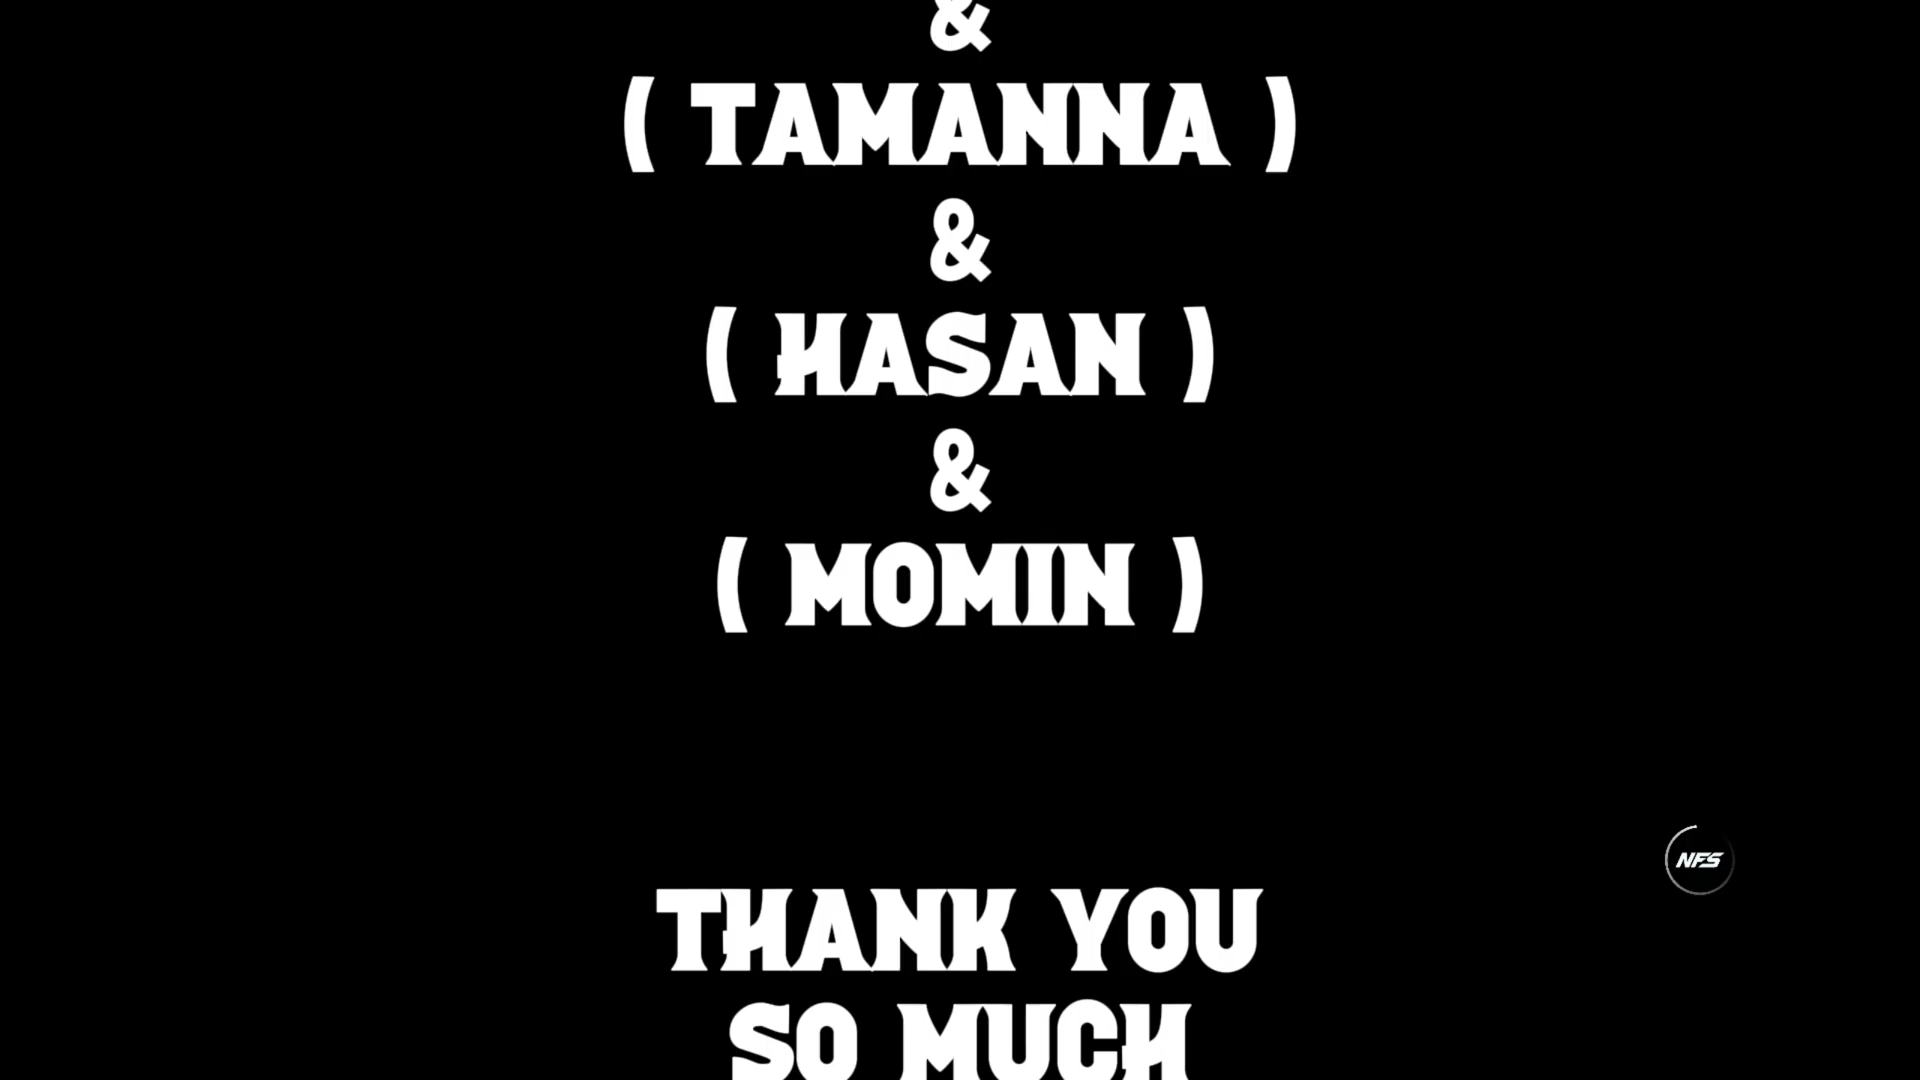 &
( TAMANNA )
&
( HASAN )
&
( MOMIN )
NFS
THANK YOU
SO MUCH